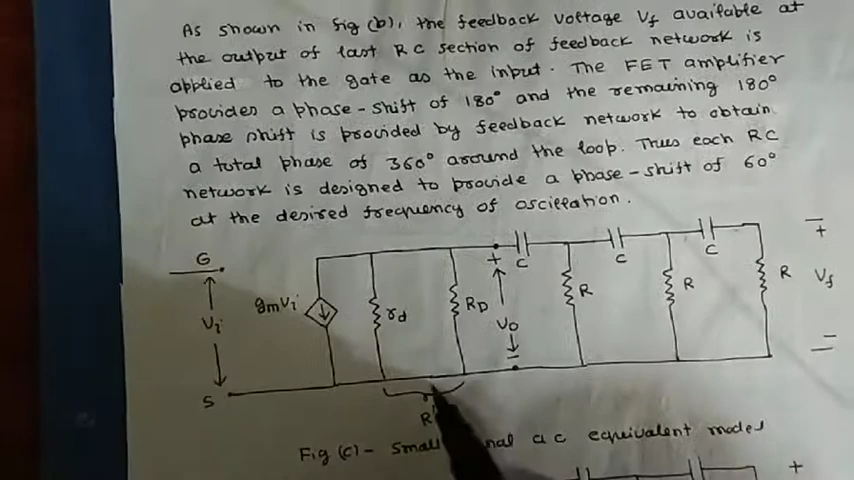 As shown in fig (b), the feedback voltage Vf available at
the output of last RC section of feedback network is
applied to the gate as the input. The FET amplifier
provides a phase-shift of 180° and the remaining 180°
phase shift is provided by feedback network to obtain
a total phase of 360° around the loop. Thus each RC
network is designed to provide a phase-shift of 60°
at the desired frequency of oscillation.
G
Vi
S
gmVi
rd
RD
+
Vo
-
C
C
C
R
R
R
+
Vf
-
R'
Fig (c)- small ac equivalent model
+